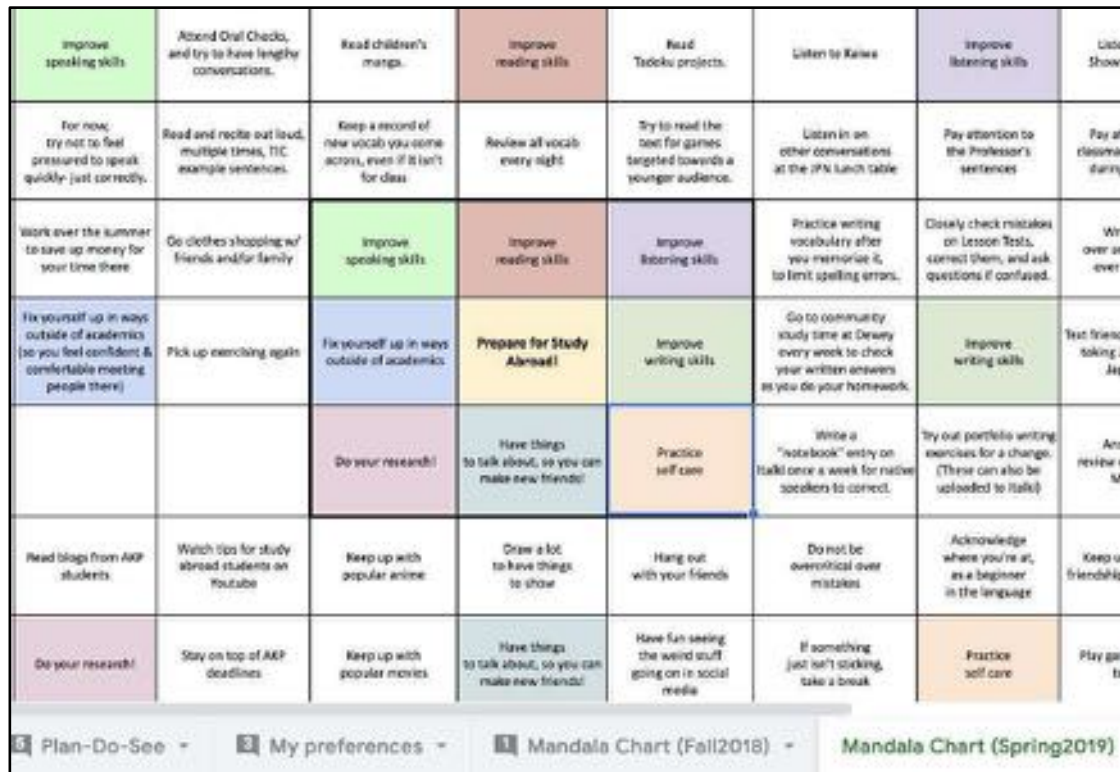 Improve
speaking skills
Attend Oral Checks,
and try to have lengthy
conversations.
Read children's
manga.
Improve
reading skills
Read
Tadoku projects.
Listen to Kaiwa
Improve
listening skills
For now,
try not to feel
pressured to speak
quickly- just correctly.
Read and recite out loud,
multiple times, TIC
example sentences.
Keep a record of
new vocab you come
across, even if it isn't
for class
Review all vocab
every night
Try to read the
text for games
targeted towards a
younger audience.
Listen in on
other conversations
at the JPN lunch table
Pay attention to
the Professor's
sentences
Work over the summer
to save up money for
your time there
Go clothes shopping w/
friends and/or family
Improve
speaking skills
Improve
reading skills
Improve
listening skills
Practice writing
vocabulary after
you memorize it,
to limit spelling errors.
Closely check mistakes
on Lesson Tests,
correct them, and ask
questions if confused.
Fix yourself up in ways
outside of academics
(so you feel confident &
comfortable meeting
people there)
Pick up exercising again
Fix yourself up in ways
outside of academics
Prepare for Study
Abroad!
Improve
writing skills
Go to community
study time at Dewey
every week to check
your written answers
as you do your homework.
Improve
writing skills
Do your research!
Have things
to talk about, so you can
make new friends!
Practice
self care
Write a
"notebook" entry on
Italki once a week for native
speakers to correct.
Try out portfolio writing
exercises for a change.
(These can also be
uploaded to Italki)
Read blogs from AKP
students
Watch tips for study
abroad students on
Youtube
Keep up with
popular anime
Draw a lot
to have things
to show
Hang out
with your friends
Do not be
overcritical over
mistakes
Acknowledge
where you're at,
as a beginner
in the language
Do your research!
Stay on top of AKP
deadlines
Keep up with
popular movies
Have things
to talk about, so you can
make new friends!
Have fun seeing
the weird stuff
going on in social
media
If something
just isn't sticking,
take a break
Practice
self care
Plan-Do-See
3 My preferences
1 Mandala Chart (Fall2018)
Mandala Chart (Spring2019)